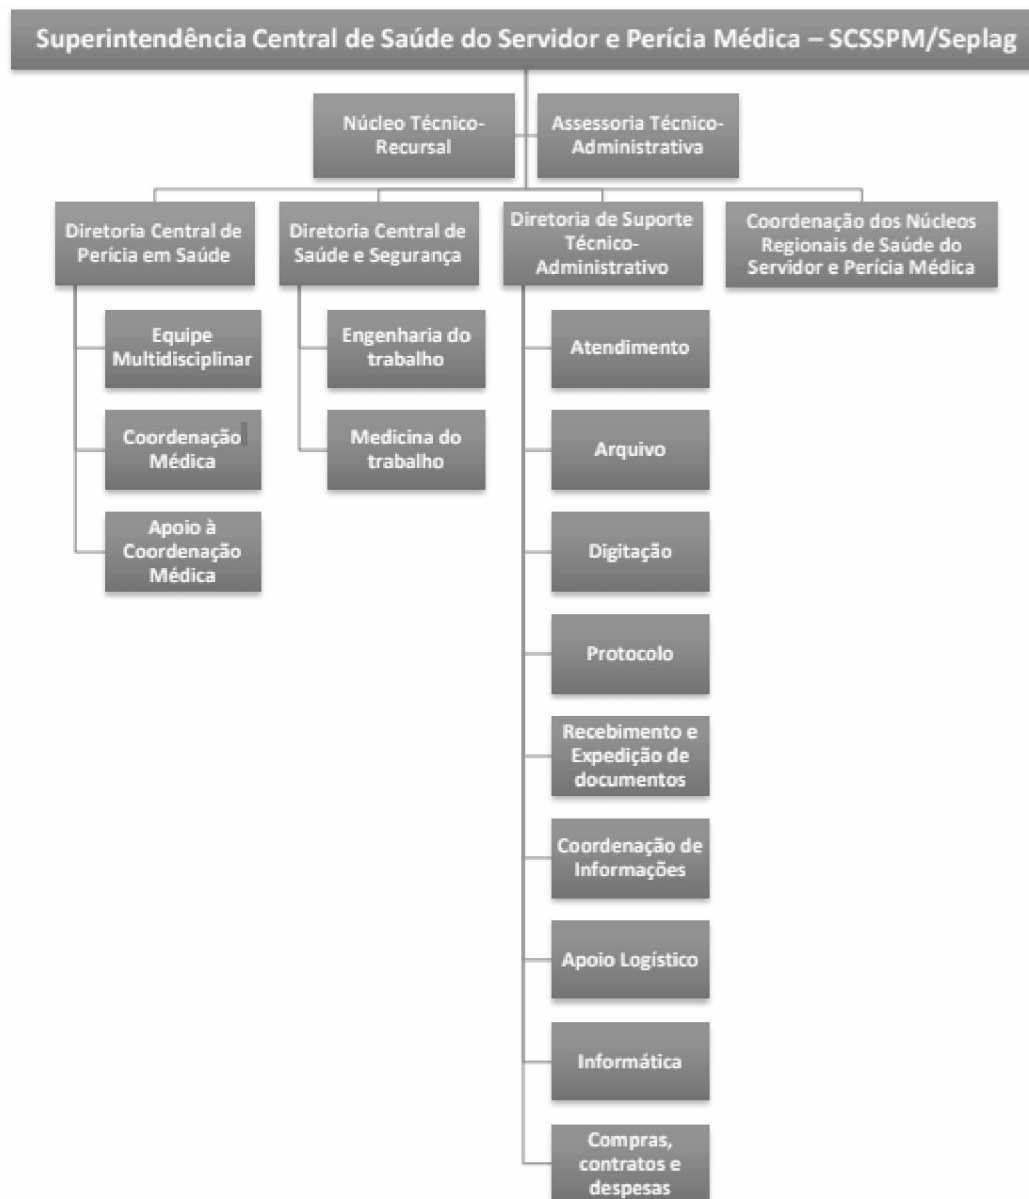 Superintendência Central de Saúde do Servidor e Perícia Médica – SCSSPM/Seplag
Núcleo Técnico-
Recursal
Assessoria Técnico-
Administrativa
Diretoria Central de
Perícia em Saúde
Equipe
Multidisciplinar
Coordenação
Médica
Apoio à
Coordenação
Médica
Diretoria Central de
Saúde e Segurança
Engenharia do
trabalho
Medicina do
trabalho
Diretoria de Suporte
Técnico-
Administrativo
Atendimento
Arquivo
Digitação
Protocolo
Recebimento e
Expedição de
documentos
Coordenação de
Informações
Apoio Logístico
Informática
Compras,
contratos e
despesas
Coordenação dos Núcleos
Regionais de Saúde do
Servidor e Perícia Médica